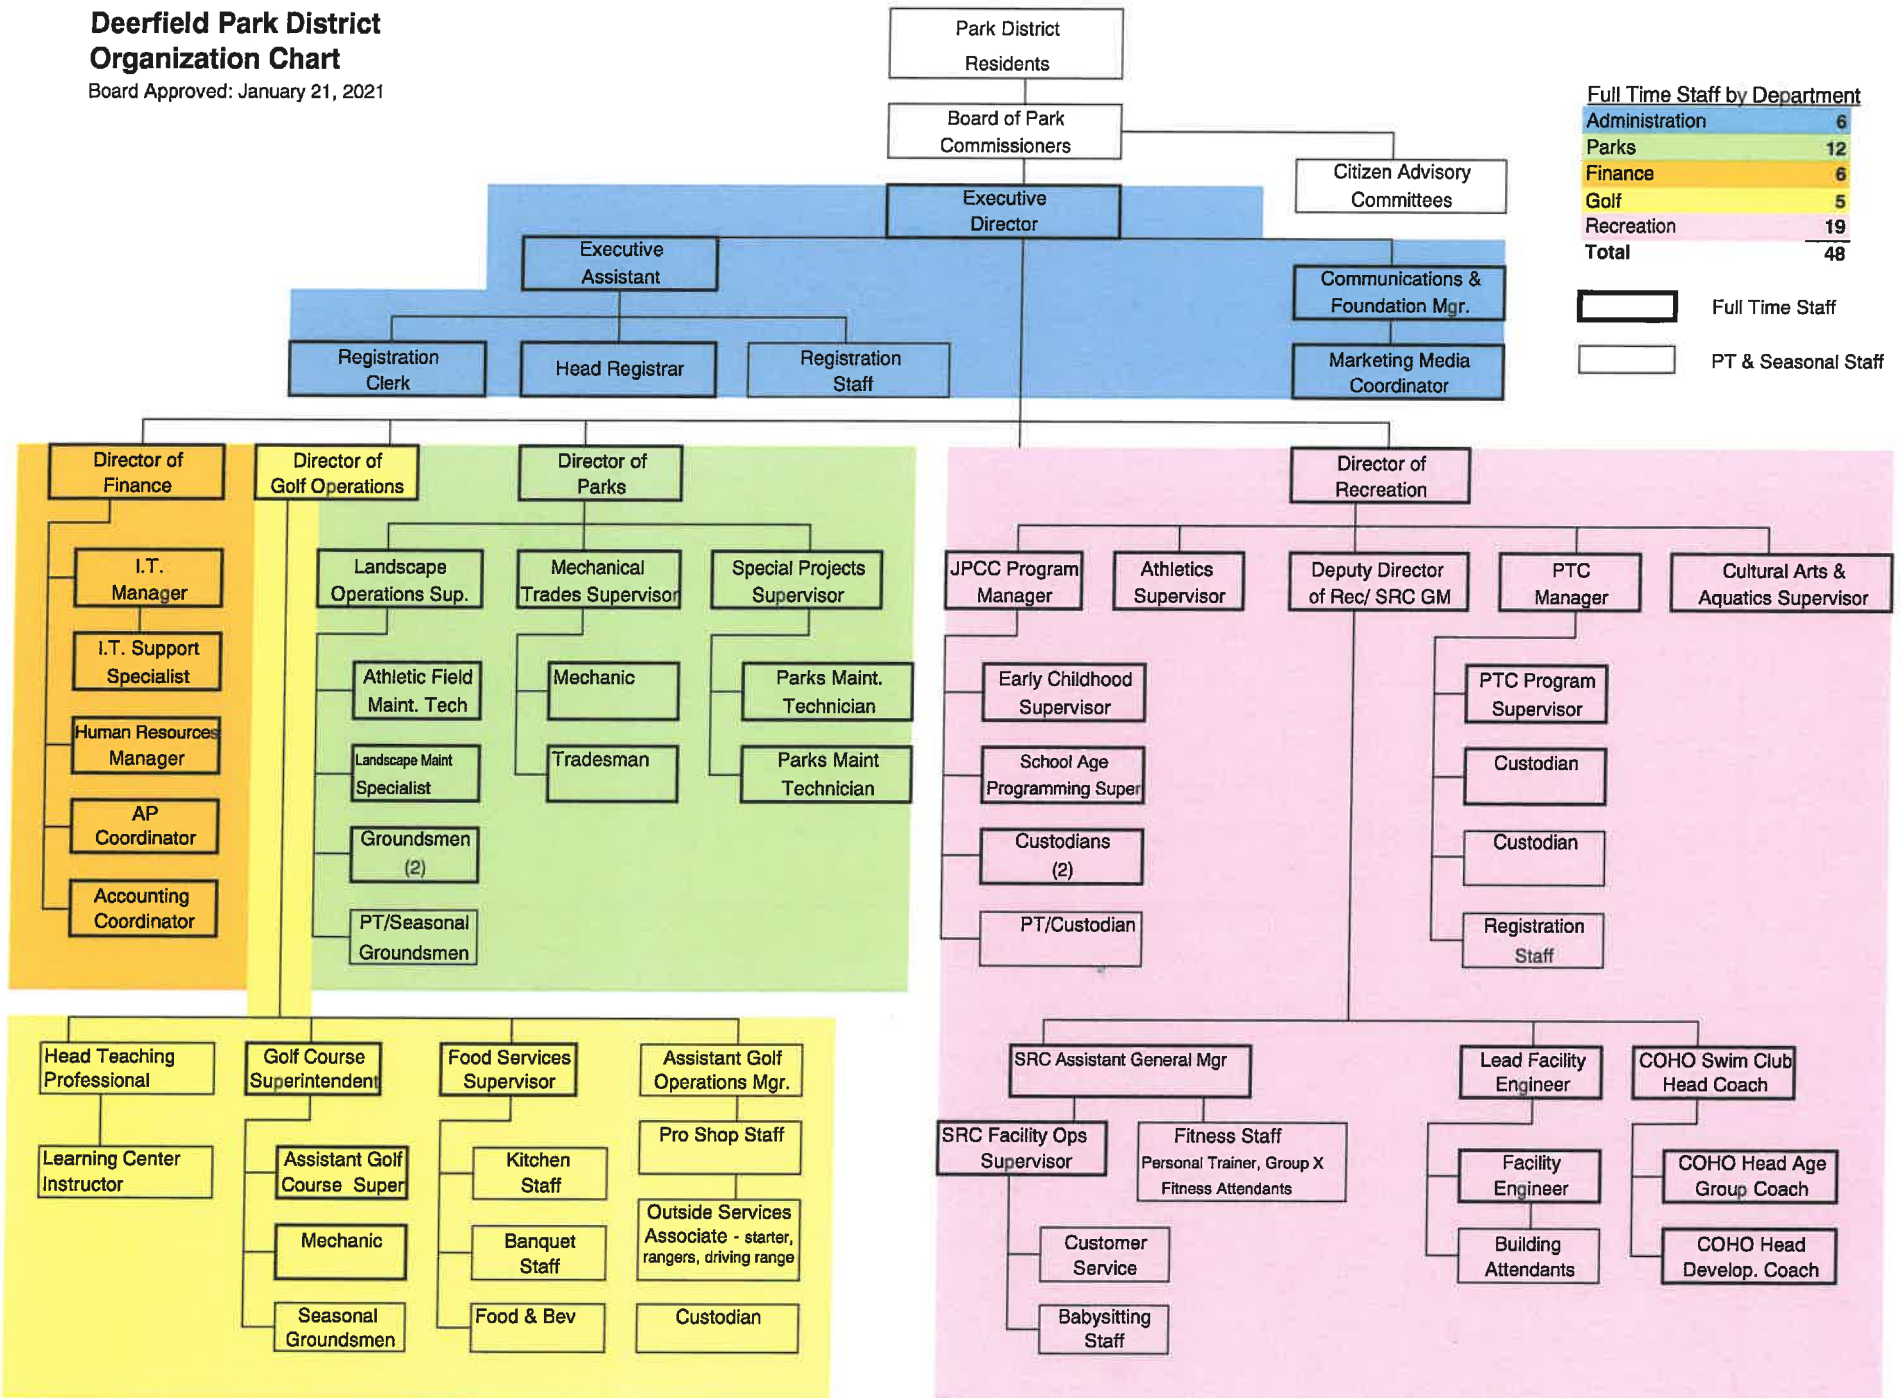 Deerfield Park District
Organization Chart
Board Approved: January 21, 2021
Park District
Residents
Board of Park
Commissioners
Citizen Advisory
Committees
Full Time Staff by Department
Administration 6
Parks 12
Finance 6
Golf 5
Recreation 19
Total 48
Full Time Staff
PT & Seasonal Staff
Executive
Director
Executive
Assistant
Communications &
Foundation Mgr.
Registration
Clerk
Head Registrar
Registration
Staff
Marketing Media
Coordinator
Director of
Finance
Director of
Golf Operations
Director of
Parks
Director of
Recreation
I.T.
Manager
I.T. Support
Specialist
Human Resources
Manager
AP
Coordinator
Accounting
Coordinator
Landscape
Operations Sup.
Athletic Field
Maint. Tech
Landscape Maint
Specialist
Groundsmen
(2)
PT/Seasonal
Groundsmen
Mechanical
Trades Supervisor
Mechanic
Tradesman
Special Projects
Supervisor
Parks Maint.
Technician
Parks Maint
Technician
JPCC Program
Manager
Early Childhood
Supervisor
School Age
Programming Super
Custodians
(2)
PT/Custodian
Athletics
Supervisor
Deputy Director
of Rec/ SRC GM
PTC
Manager
PTC Program
Supervisor
Custodian
Custodian
Registration
Staff
Cultural Arts &
Aquatics Supervisor
Head Teaching
Professional
Learning Center
Instructor
Golf Course
Superintendent
Assistant Golf
Course Super
Mechanic
Seasonal
Groundsmen
Food Services
Supervisor
Kitchen
Staff
Banquet
Staff
Food & Bev
Assistant Golf
Operations Mgr.
Pro Shop Staff
Outside Services
Associate - starter,
rangers, driving range
Custodian
SRC Assistant General Mgr
SRC Facility Ops
Supervisor
Customer
Service
Babysitting
Staff
Fitness Staff
Personal Trainer, Group X
Fitness Attendants
Lead Facility
Engineer
Facility
Engineer
Building
Attendants
COHO Swim Club
Head Coach
COHO Head Age
Group Coach
COHO Head
Develop. Coach